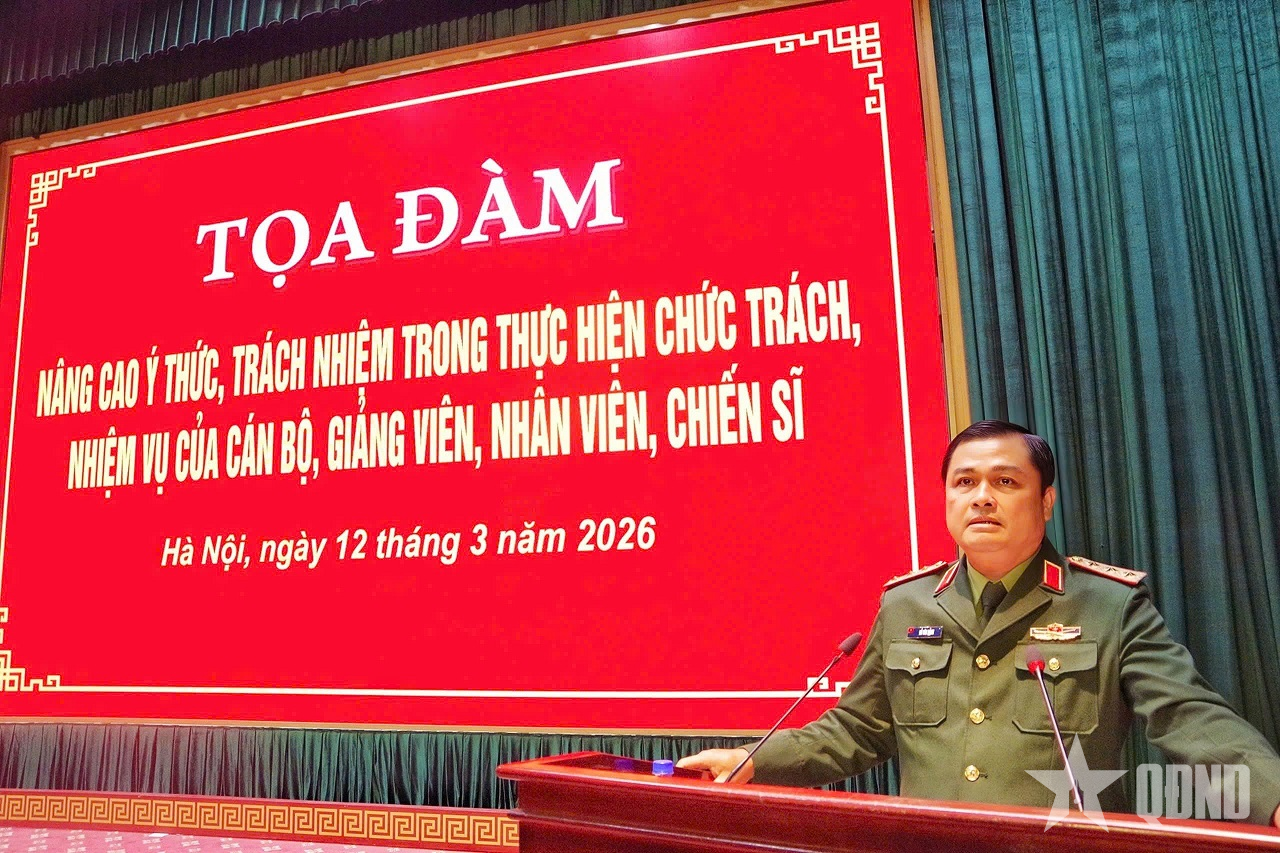 TỌA ĐÀM
NÂNG CAO Ý THỨC, TRÁCH NHIỆM TRONG THỰC HIỆN CHỨC TRÁCH,
NHIỆM VỤ CỦA CÁN BỘ, GIẢNG VIÊN, NHÂN VIÊN, CHIẾN SĨ
Hà Nội, ngày 12 tháng 3 năm 2026
QĐND